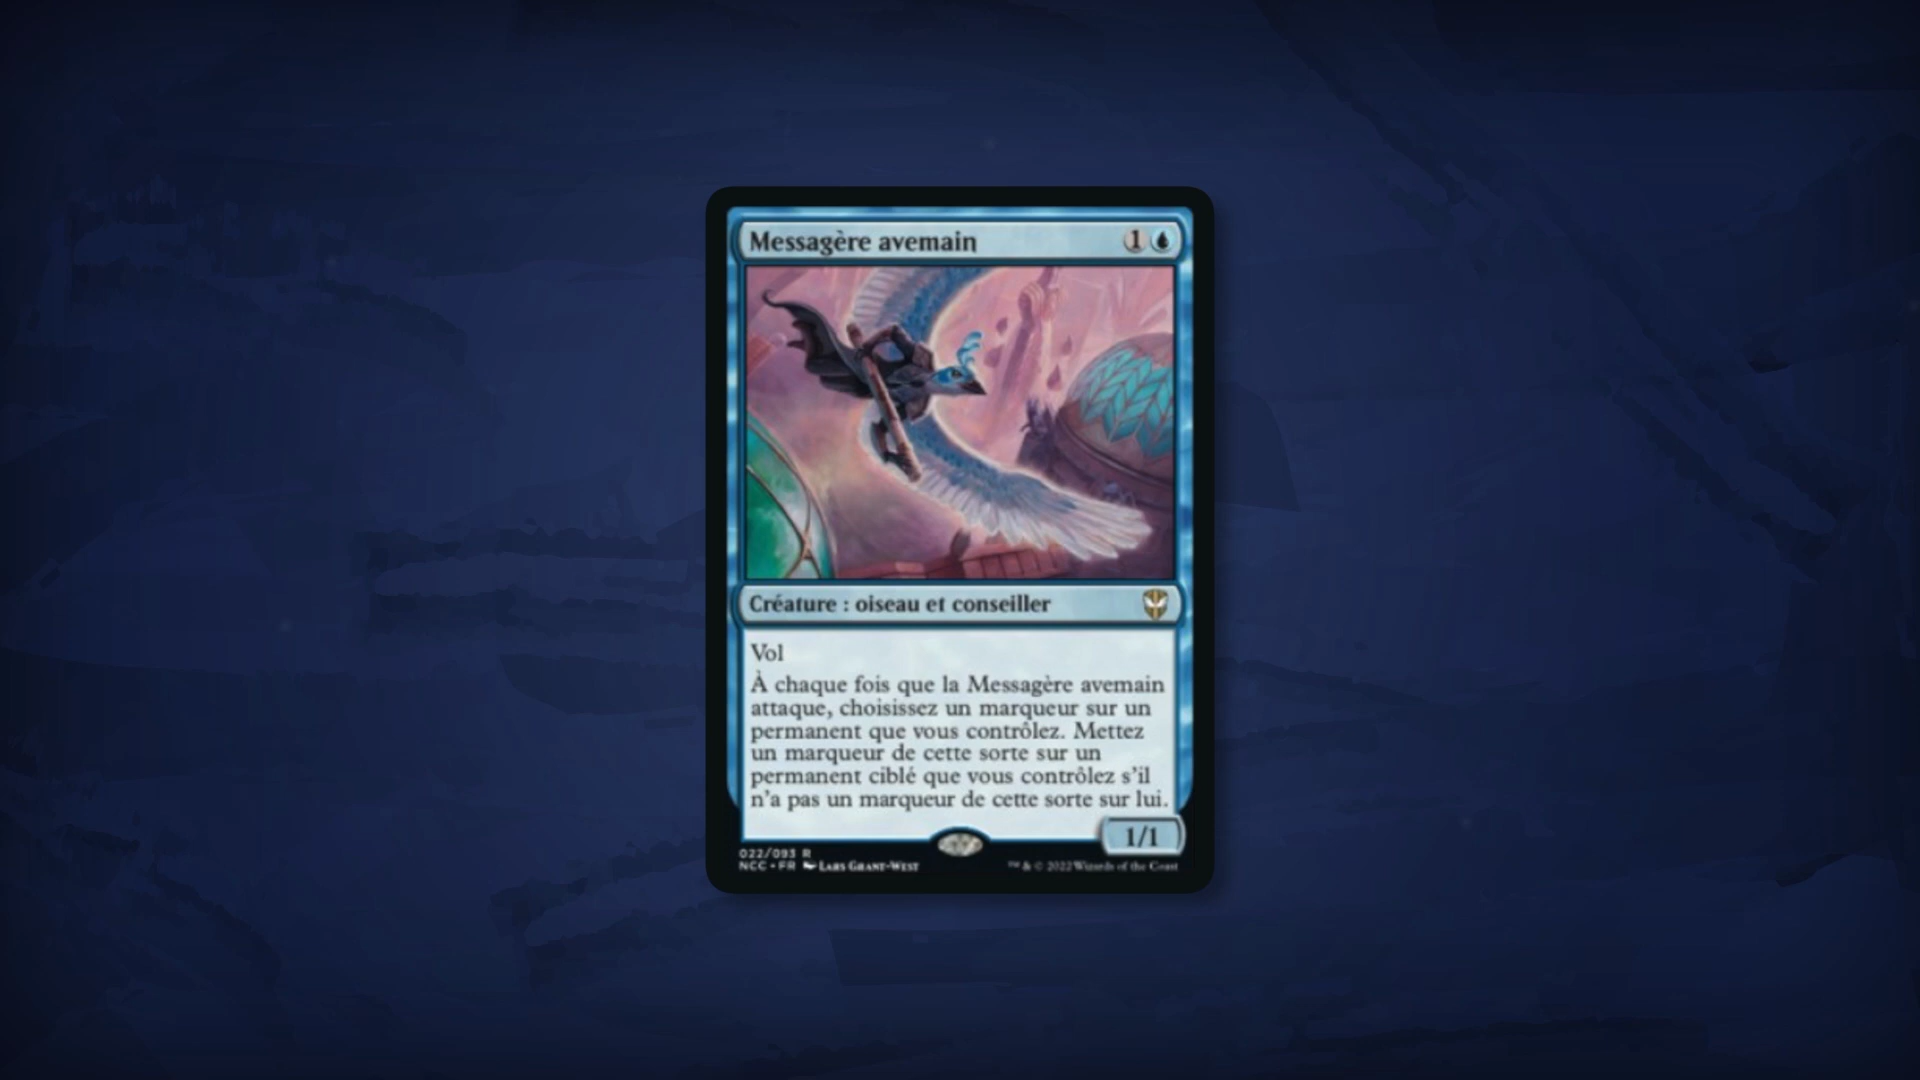 Messagère avemain 1
Créature : oiseau et conseiller
Vol
À chaque fois que la Messagère avemain
attaque, choisissez un marqueur sur un
permanent que vous contrôlez. Mettez
un marqueur de cette sorte sur un
permanent ciblé que vous contrôlez s'il
n'a pas un marqueur de cette sorte sur lui.
1/1
022/093 R
NCC • FR Lars Grant-West
™ & © 2022 Wizards of the Coast